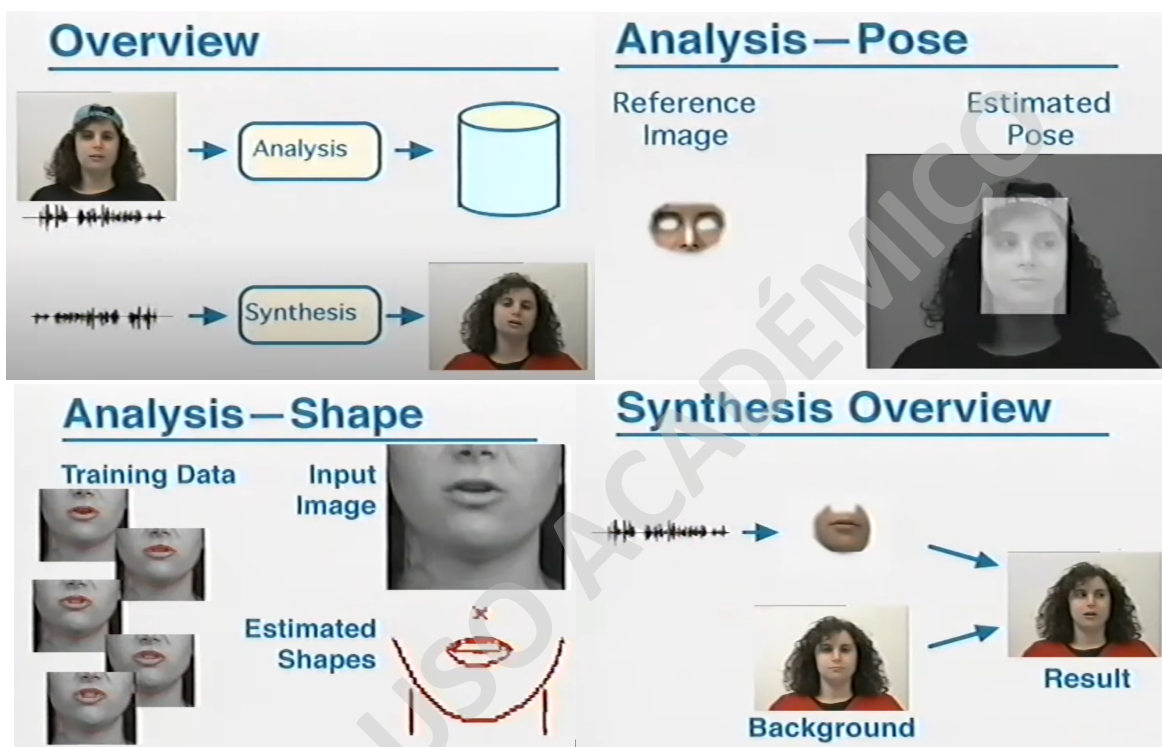 Overview
Analysis
Synthesis
Analysis—Pose
Reference
Image
Estimated
Pose
Analysis—Shape
Training Data
Input
Image
Estimated
Shapes
Synthesis Overview
Background
Result
USO ACADÉMICO